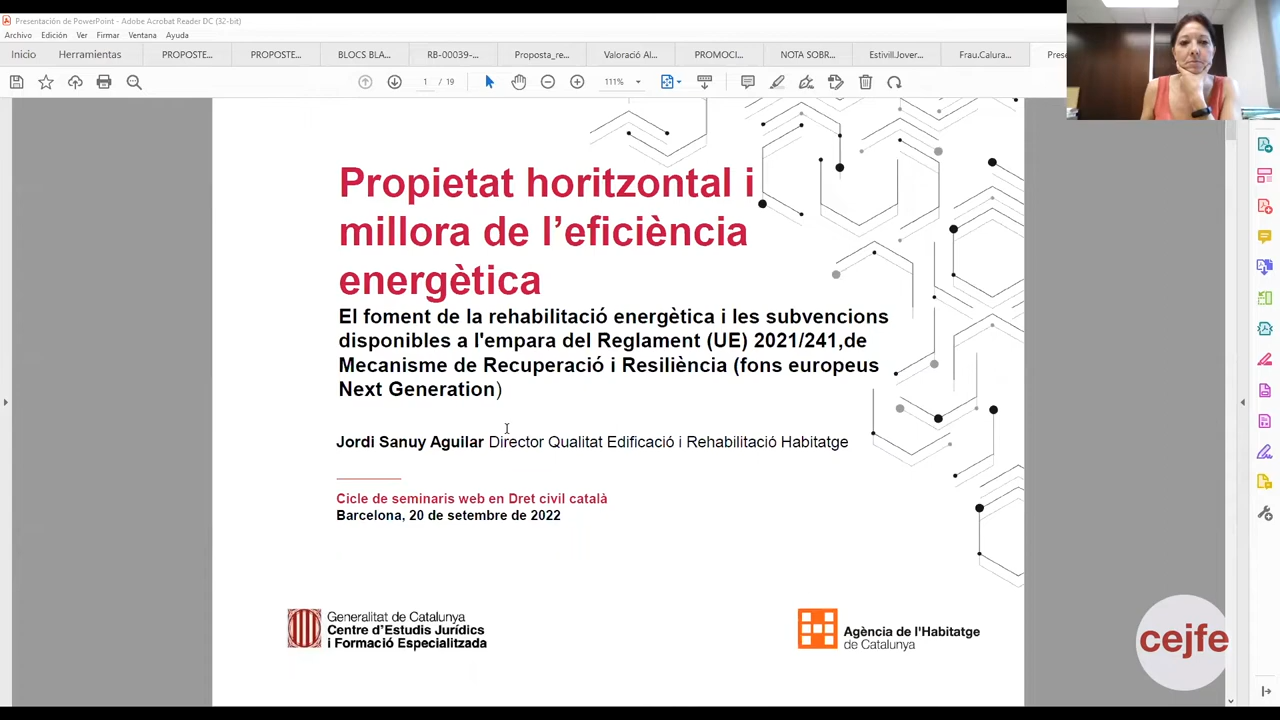 Presentación de PowerPoint - Adobe Acrobat Reader DC (32-bit)
Archivo Edición Ver Firmar Ventana Ayuda
Inicio Herramientas PROPOSTE... PROPOSTE... BLOCS BLA... RB-00039-... Proposta_re... Valoració Al... PROMOCI... NOTA SOBR... Estivill.Jover... Frau.Calura... Prese
1 / 19 111%
Propietat horitzontal i
millora de l’eficiència
energètica
El foment de la rehabilitació energètica i les subvencions
disponibles a l'empara del Reglament (UE) 2021/241,de
Mecanisme de Recuperació i Resiliència (fons europeus
Next Generation)
Jordi Sanuy Aguilar Director Qualitat Edificació i Rehabilitació Habitatge
Cicle de seminaris web en Dret civil català
Barcelona, 20 de setembre de 2022
Generalitat de Catalunya
Centre d’Estudis Jurídics
i Formació Especialitzada
Agència de l'Habitatge
de Catalunya
cejfe